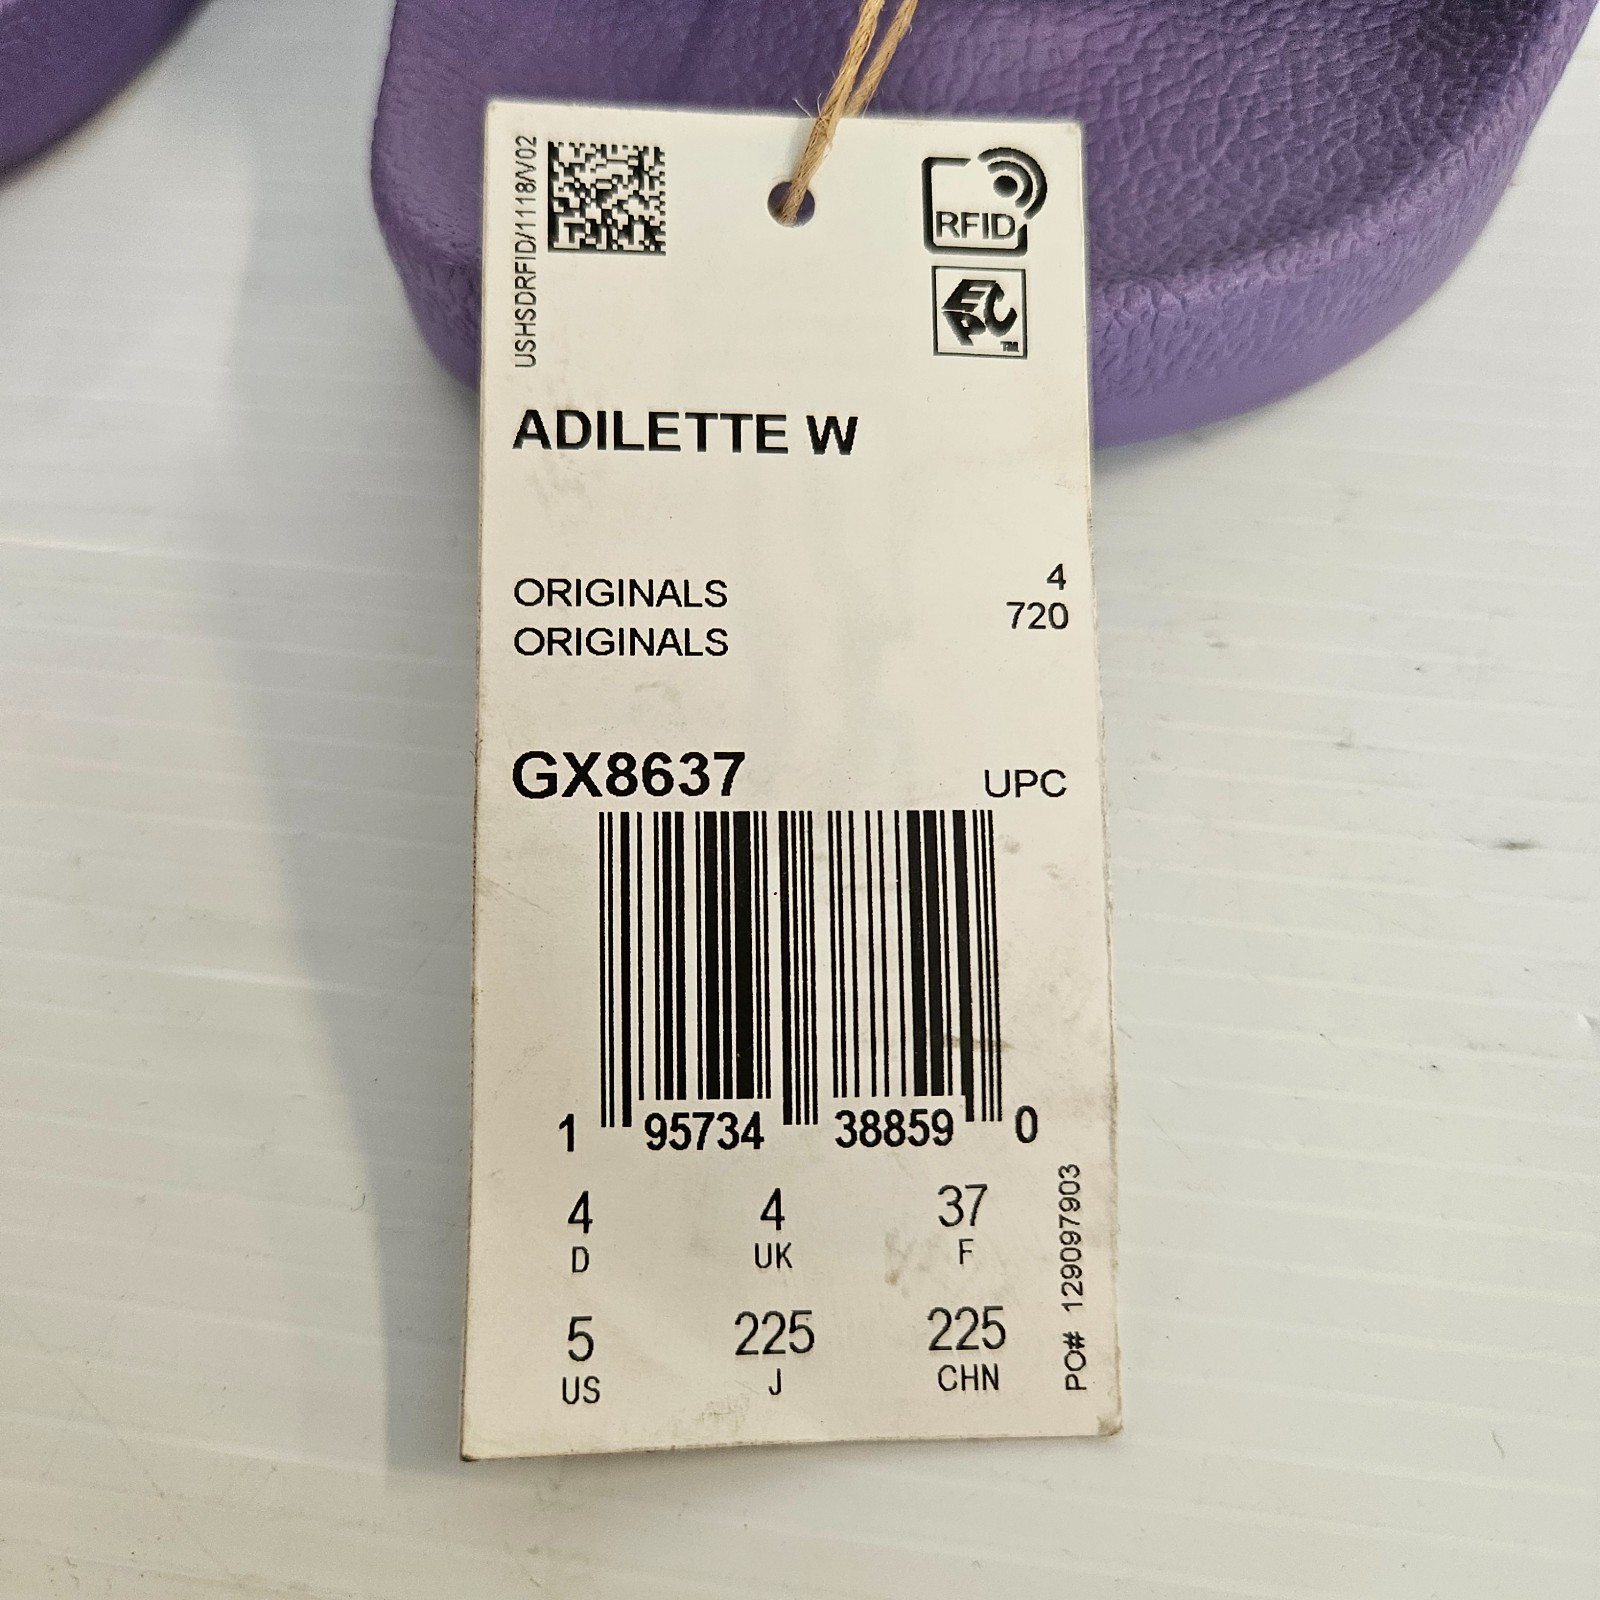 USHSDRFID/1118/V02
RFID
EPC™
ADILETTE W
ORIGINALS 4
ORIGINALS 720
GX8637 UPC
1 95734 38859 0
4 4 37
D UK F
5 225 225
US J CHN
PO# 129097903